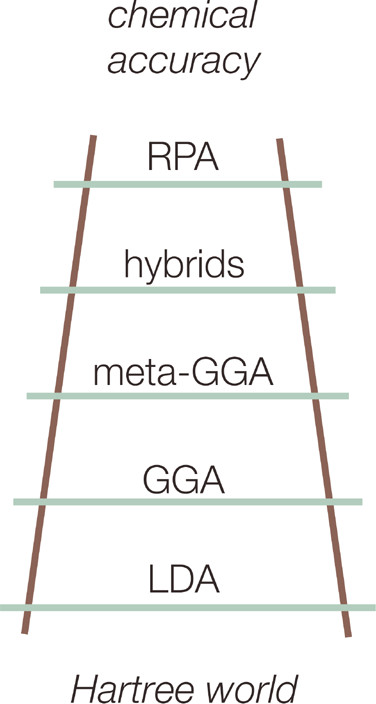 chemical
accuracy
RPA
hybrids
meta-GGA
GGA
LDA
Hartree world